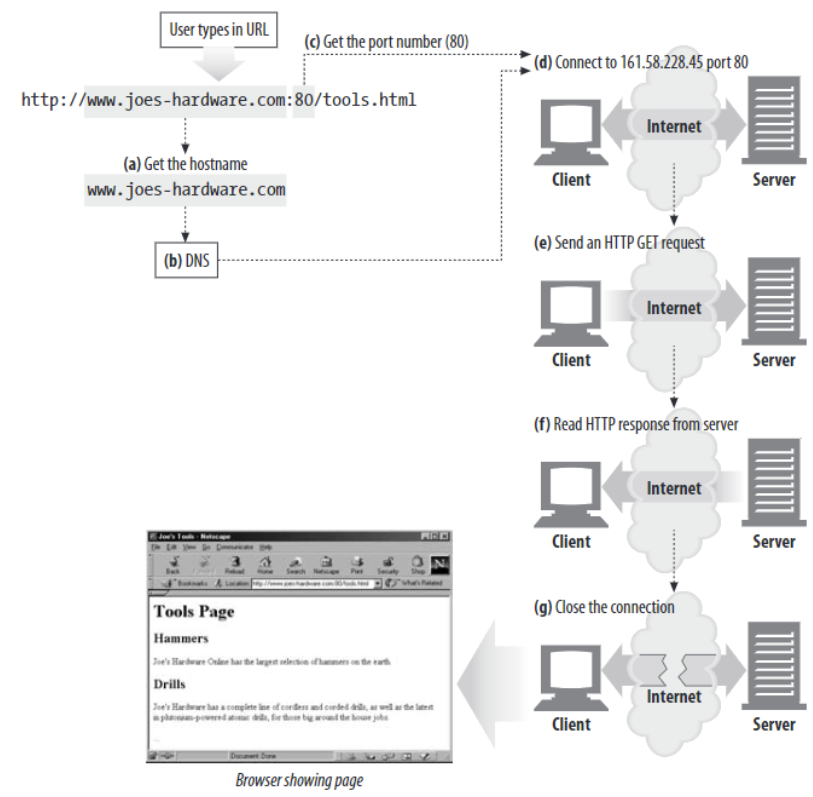 User types in URL
(c) Get the port number (80)
http://www.joes-hardware.com:80/tools.html
(a) Get the hostname
www.joes-hardware.com
(b) DNS
(d) Connect to 161.58.228.45 port 80
Internet
Client
Server
(e) Send an HTTP GET request
Internet
Client
Server
(f) Read HTTP response from server
Internet
Client
Server
(g) Close the connection
Internet
Client
Server
Joe's Tools - Netscape
File Edit View Go Communicator Help
Back Reload Home Search Netscape Print Security Shop
N
Bookmarks Location: http://www.joes-hardware.com:80/tools.html What's Related
Tools Page
Hammers
Joe's Hardware Online has the largest selection of hammers on the earth.
Drills
Joe's Hardware has a complete line of cordless and corded drills, as well as the latest
in plutonium-powered atomic drills, for those big around the house jobs.
...
Document: Done
Browser showing page